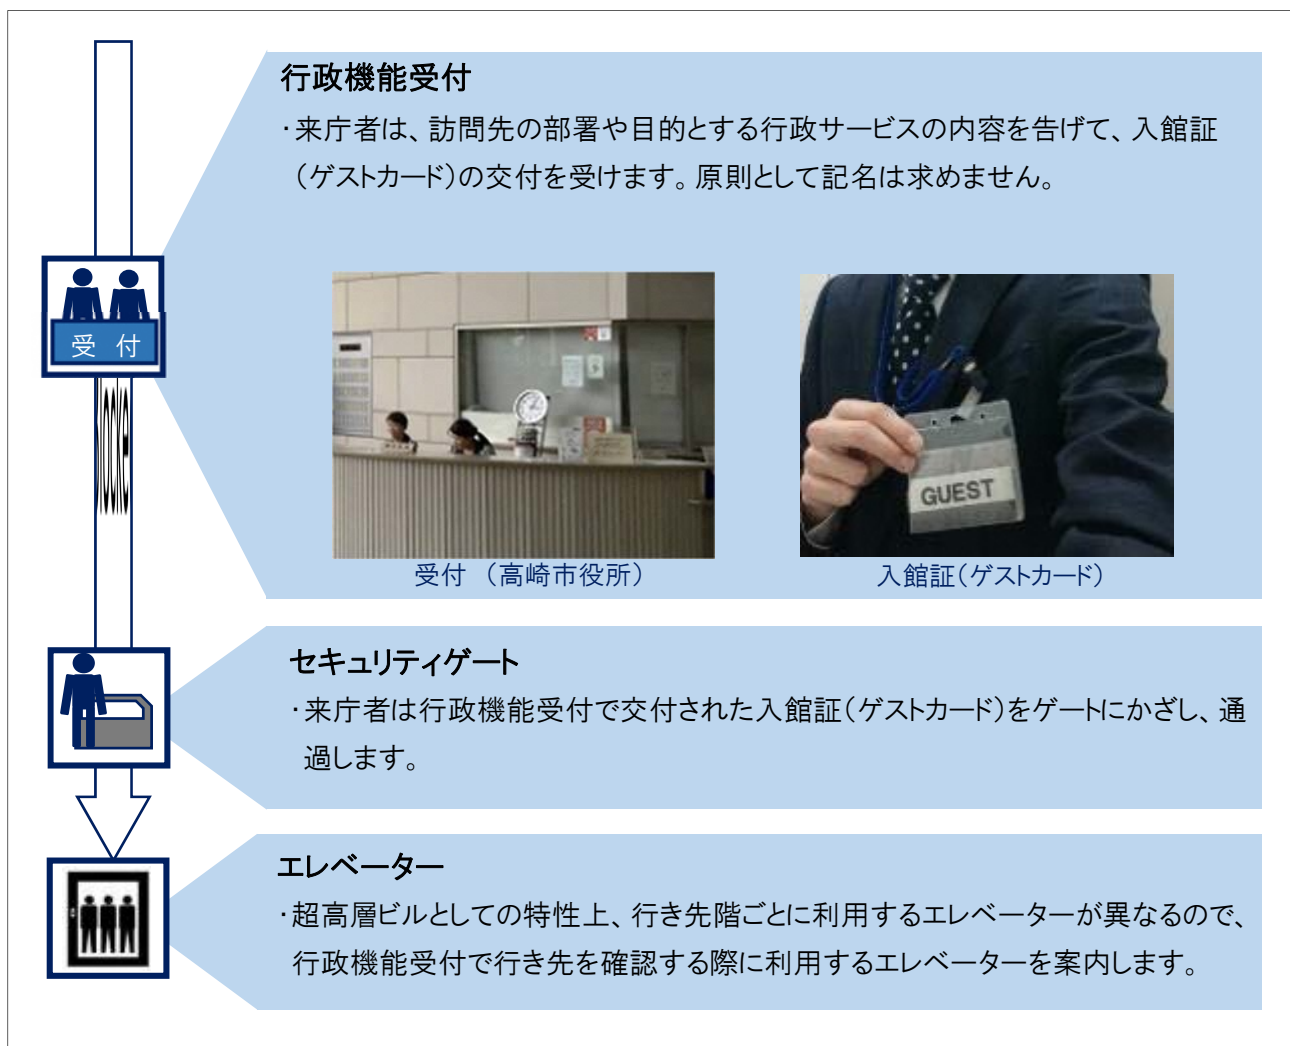 行政機能受付
・来庁者は、訪問先の部署や目的とする行政サービスの内容を告げて、入館証
（ゲストカード）の交付を受けます。原則として記名は求めません。
受 付
GUEST
受付　（高崎市役所）
入館証（ゲストカード）
セキュリティゲート
・来庁者は行政機能受付で交付された入館証（ゲストカード）をゲートにかざし、通
過します。
エレベーター
・超高層ビルとしての特性上、行き先階ごとに利用するエレベーターが異なるので、
行政機能受付で行き先を確認する際に利用するエレベーターを案内します。